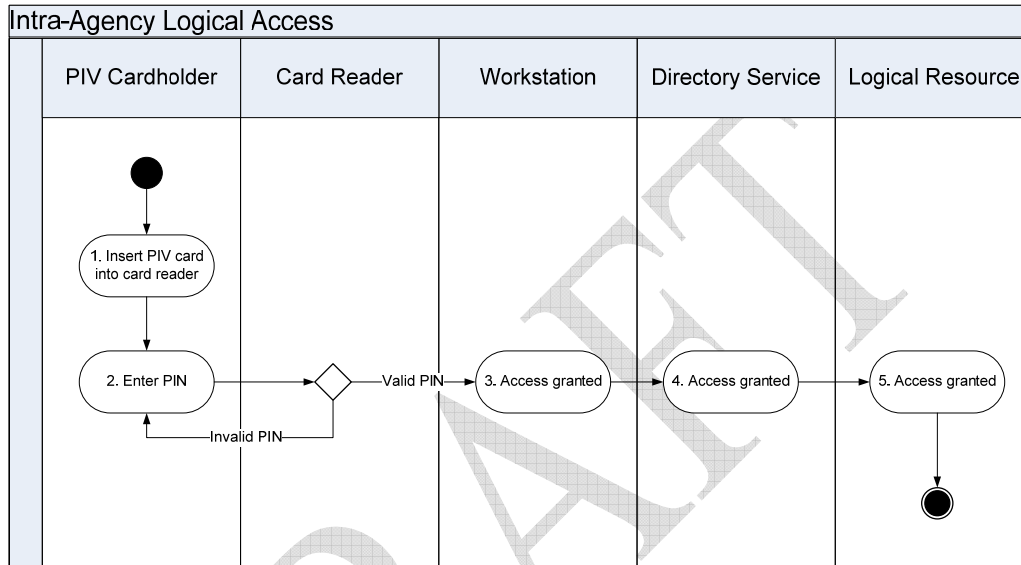 Intra-Agency Logical Access
PIV Cardholder
Card Reader
Workstation
Directory Service
Logical Resource
1. Insert PIV card
into card reader
2. Enter PIN
Valid PIN
3. Access granted
4. Access granted
5. Access granted
Invalid PIN
DRAFT